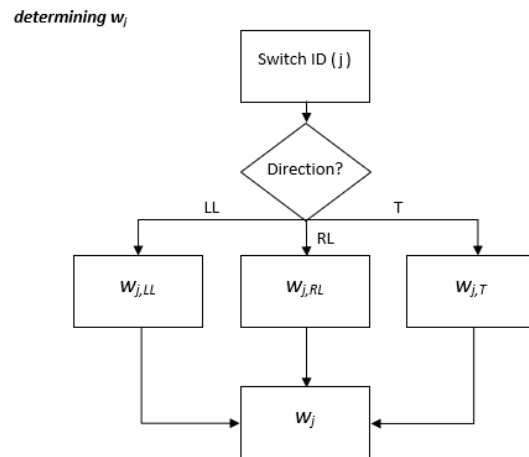 determining wj
Switch ID ( j )
Direction?
LL
T
RL
wj,LL
wj,RL
wj,T
wj